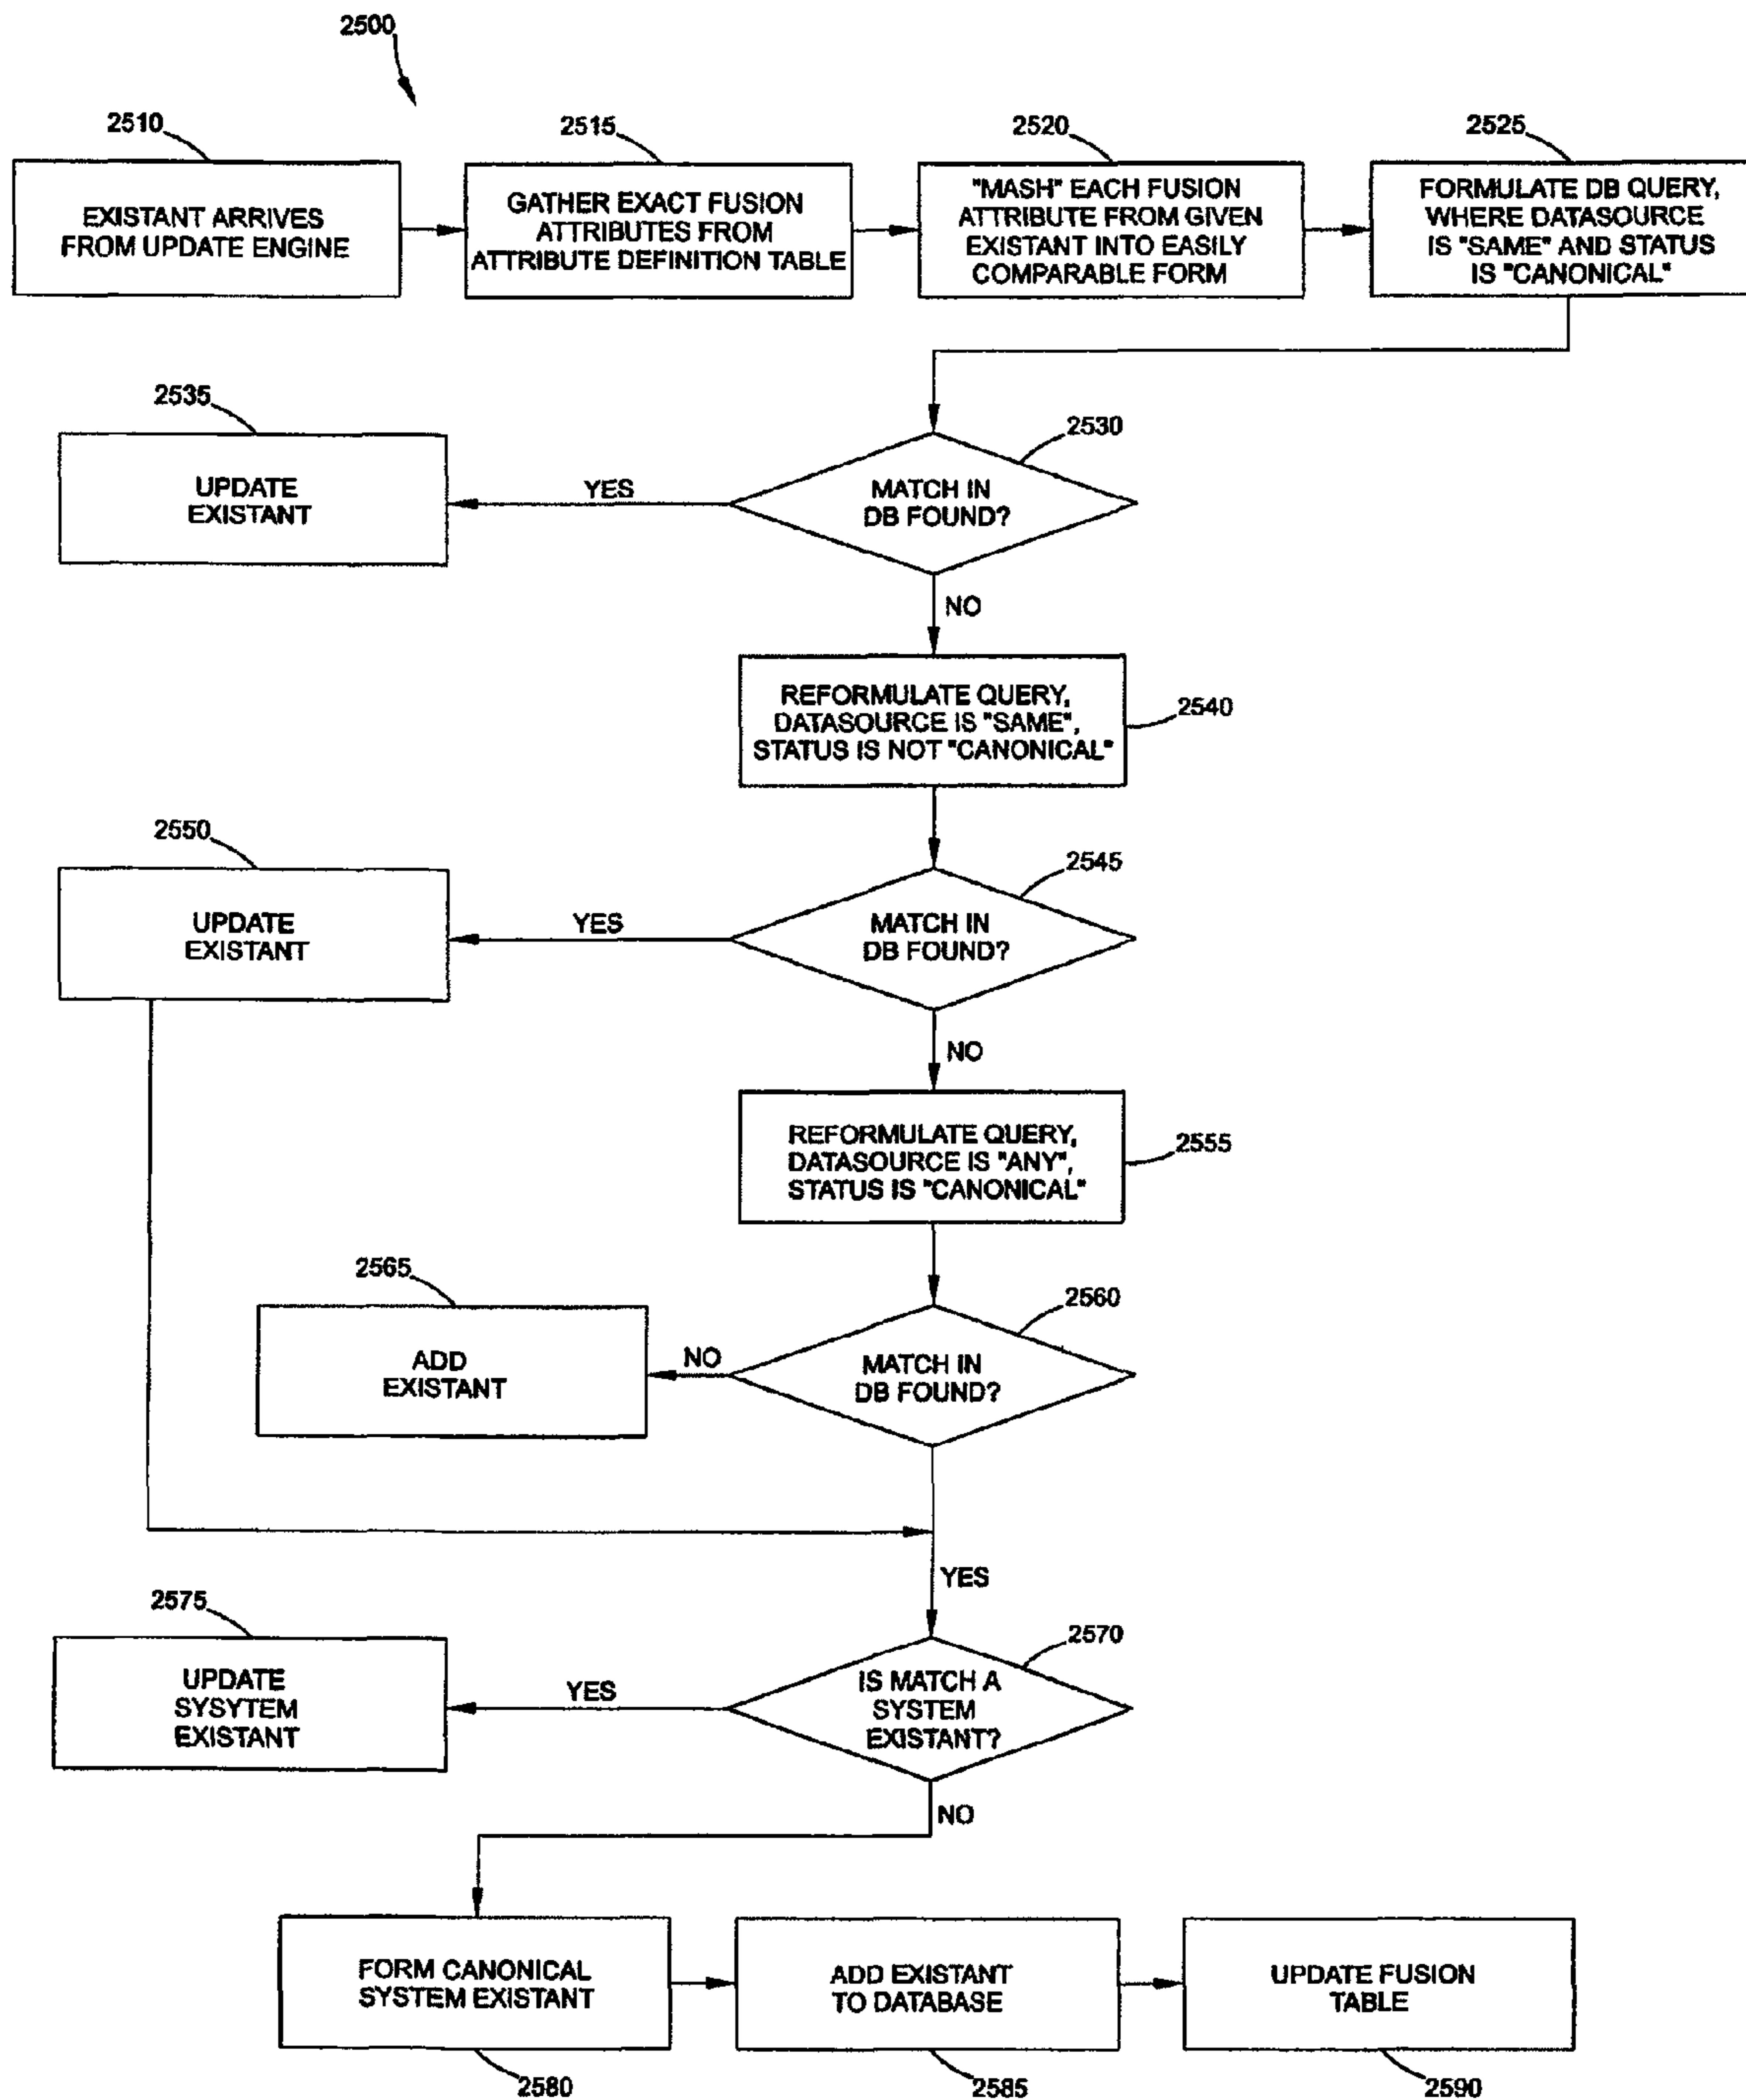 2500
2510
EXISTANT ARRIVES
FROM UPDATE ENGINE
2515
GATHER EXACT FUSION
ATTRIBUTES FROM
ATTRIBUTE DEFINITION TABLE
2520
"MASH" EACH FUSION
ATTRIBUTE FROM GIVEN
EXISTANT INTO EASILY
COMPARABLE FORM
2525
FORMULATE DB QUERY,
WHERE DATASOURCE
IS "SAME" AND STATUS
IS "CANONICAL"
2535
UPDATE
EXISTANT
YES
2530
MATCH IN
DB FOUND?
NO
REFORMULATE QUERY,
DATASOURCE IS "SAME",
STATUS IS NOT "CANONICAL"
2540
2550
UPDATE
EXISTANT
YES
2545
MATCH IN
DB FOUND?
NO
REFORMULATE QUERY,
DATASOURCE IS "ANY",
STATUS IS "CANONICAL"
2555
2565
ADD
EXISTANT
NO
2560
MATCH IN
DB FOUND?
YES
2575
UPDATE
SYSYTEM
EXISTANT
YES
2570
IS MATCH A
SYSTEM
EXISTANT?
NO
FORM CANONICAL
SYSTEM EXISTANT
2580
ADD EXISTANT
TO DATABASE
2585
UPDATE FUSION
TABLE
2590